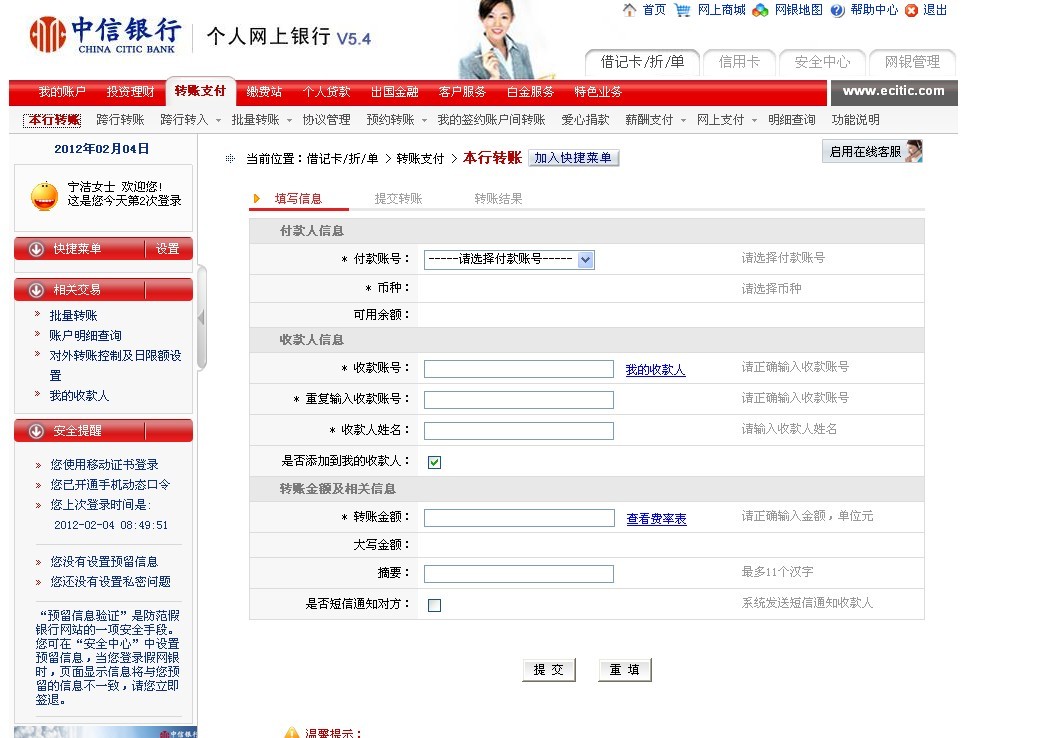 中信银行
CHINA CITIC BANK
个人网上银行 V5.4
首页 网上商城 网银地图 帮助中心 退出
借记卡/折/单 信用卡 安全中心 网银管理
我的账户 投资理财 转账支付 缴费站 个人贷款 出国金融 客户服务 白金服务 特色业务 www.ecitic.com
本行转账 跨行转账 跨行转入 批量转账 协议管理 预约转账 我的签约账户间转账 爱心捐款 薪酬支付 网上支付 明细查询 功能说明
2012年02月04日
宁洁女士 欢迎您!
这是您今天第2次登录
快捷菜单 设置
相关交易
批量转账
账户明细查询
对外转账控制及日限额设
置
我的收款人
安全提醒
您使用移动证书登录
您已开通手机动态口令
您上次登录时间是:
2012-02-04 08:49:51
您没有设置预留信息
您还没有设置私密问题
“预留信息验证”是防范假
银行网站的一项安全手段。
您可在“安全中心”中设置
预留信息，当您登录假网银
时，页面显示信息将与您预
留的信息不一致，请您立即
签退。
中信银行
当前位置：借记卡/折/单 > 转账支付 > 本行转账 加入快捷菜单
启用在线客服
填写信息 提交转账 转账结果
付款人信息
* 付款账号： -----请选择付款账号----- 请选择付款账号
* 币种： 请选择币种
可用余额：
收款人信息
* 收款账号： 我的收款人 请正确输入收款账号
* 重复输入收款账号： 请正确输入收款账号
* 收款人姓名： 请输入收款人姓名
是否添加到我的收款人：
转账金额及相关信息
* 转账金额： 查看费率表 请正确输入金额，单位元
大写金额：
摘要： 最多11个汉字
是否短信通知对方： 系统发送短信通知收款人
提 交 重 填
温馨提示：